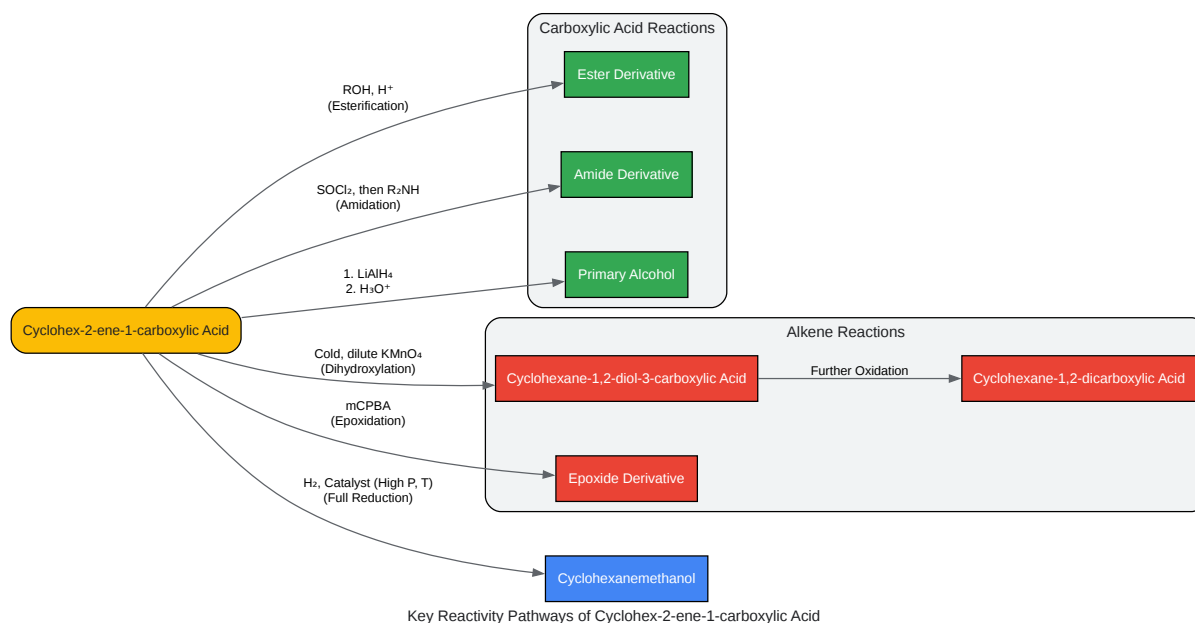 Carboxylic Acid Reactions
Ester Derivative
ROH, H⁺
(Esterification)
Amide Derivative
SOCl₂, then R₂NH
(Amidation)
Primary Alcohol
1. LiAlH₄
2. H₃O⁺
Cyclohex-2-ene-1-carboxylic Acid
Alkene Reactions
Cold, dilute KMnO₄
(Dihydroxylation)
Cyclohexane-1,2-diol-3-carboxylic Acid
Further Oxidation
Cyclohexane-1,2-dicarboxylic Acid
mCPBA
(Epoxidation)
Epoxide Derivative
H₂, Catalyst (High P, T)
(Full Reduction)
Cyclohexanemethanol
Key Reactivity Pathways of Cyclohex-2-ene-1-carboxylic Acid